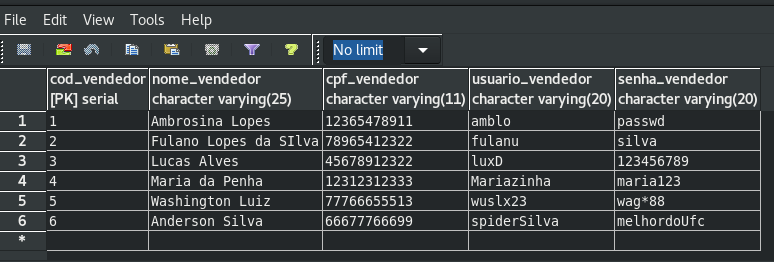 File Edit View Tools Help
No limit
cod_vendedor nome_vendedor cpf_vendedor usuario_vendedor senha_vendedor
[PK] serial character varying(25) character varying(11) character varying(20) character varying(20)
1 1 Ambrosina Lopes 12365478911 amblo passwd
2 2 Fulano Lopes da SIlva 78965412322 fulanu silva
3 3 Lucas Alves 45678912322 luxD 123456789
4 4 Maria da Penha 12312312333 Mariazinha maria123
5 5 Washington Luiz 77766655513 wuslx23 wag*88
6 6 Anderson Silva 66677766699 spiderSilva melhordoUfc
*